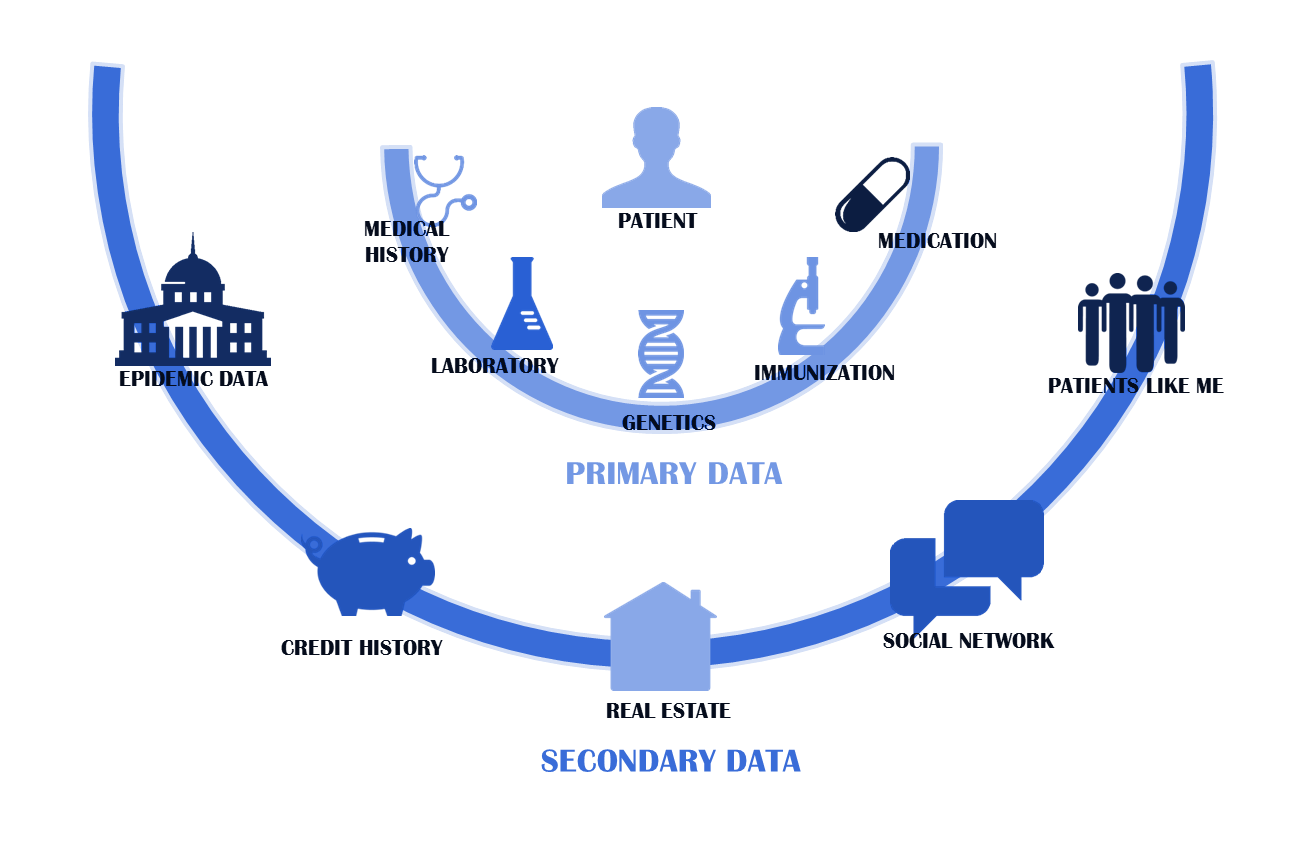 PATIENT
MEDICAL
HISTORY
MEDICATION
LABORATORY
IMMUNIZATION
GENETICS
PRIMARY DATA
EPIDEMIC DATA
PATIENTS LIKE ME
CREDIT HISTORY
SOCIAL NETWORK
REAL ESTATE
SECONDARY DATA